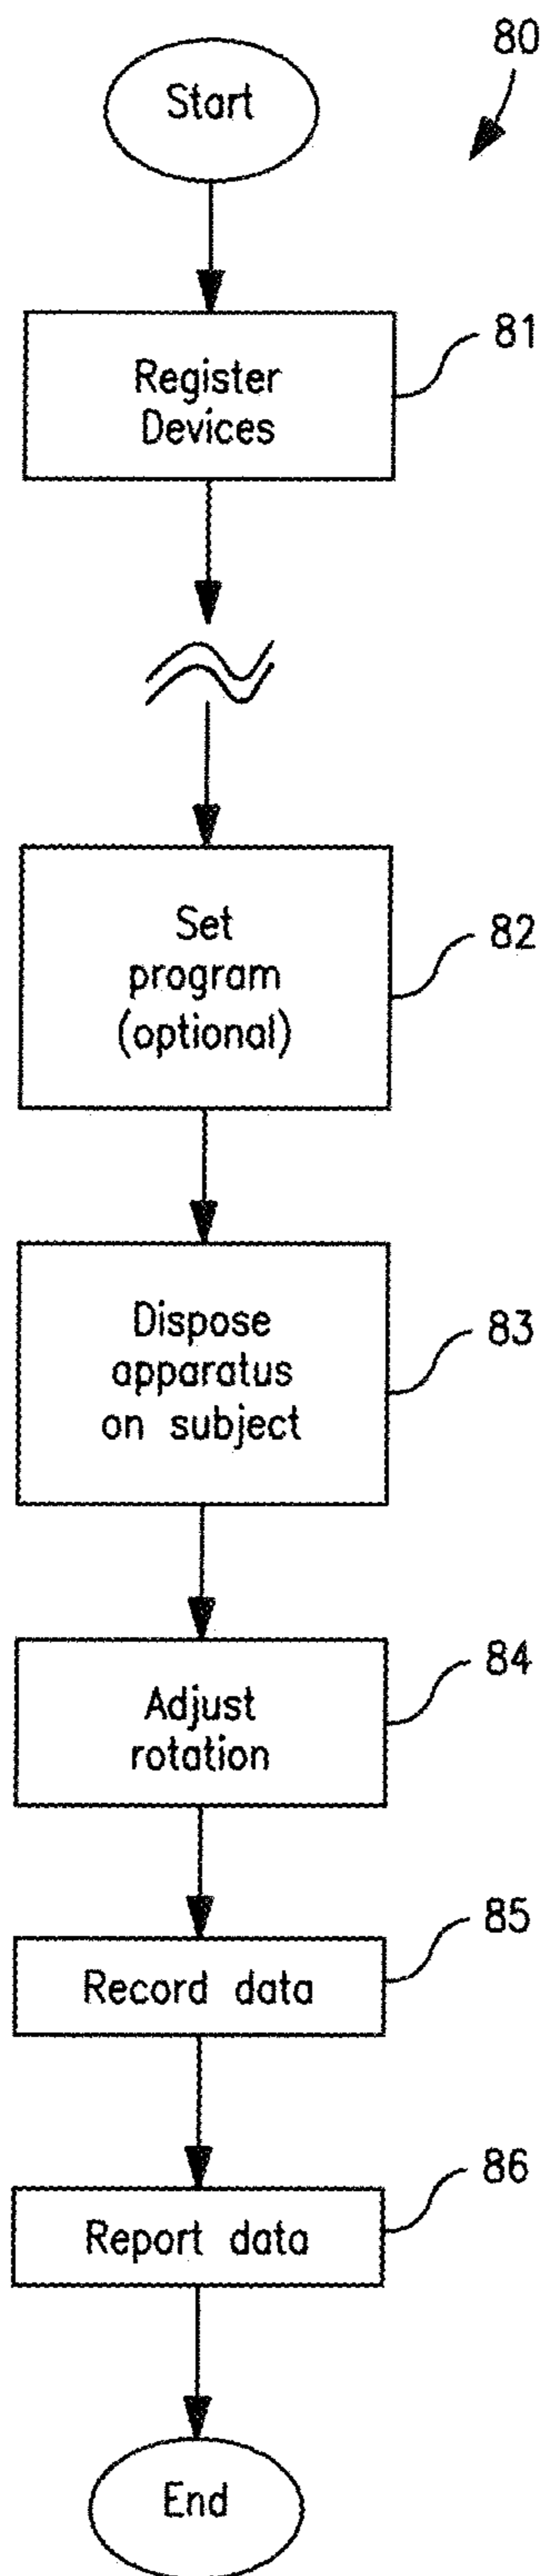 80
Start
81
Register
Devices
82
Set
program
(optional)
83
Dispose
apparatus
on subject
84
Adjust
rotation
85
Record data
86
Report data
End